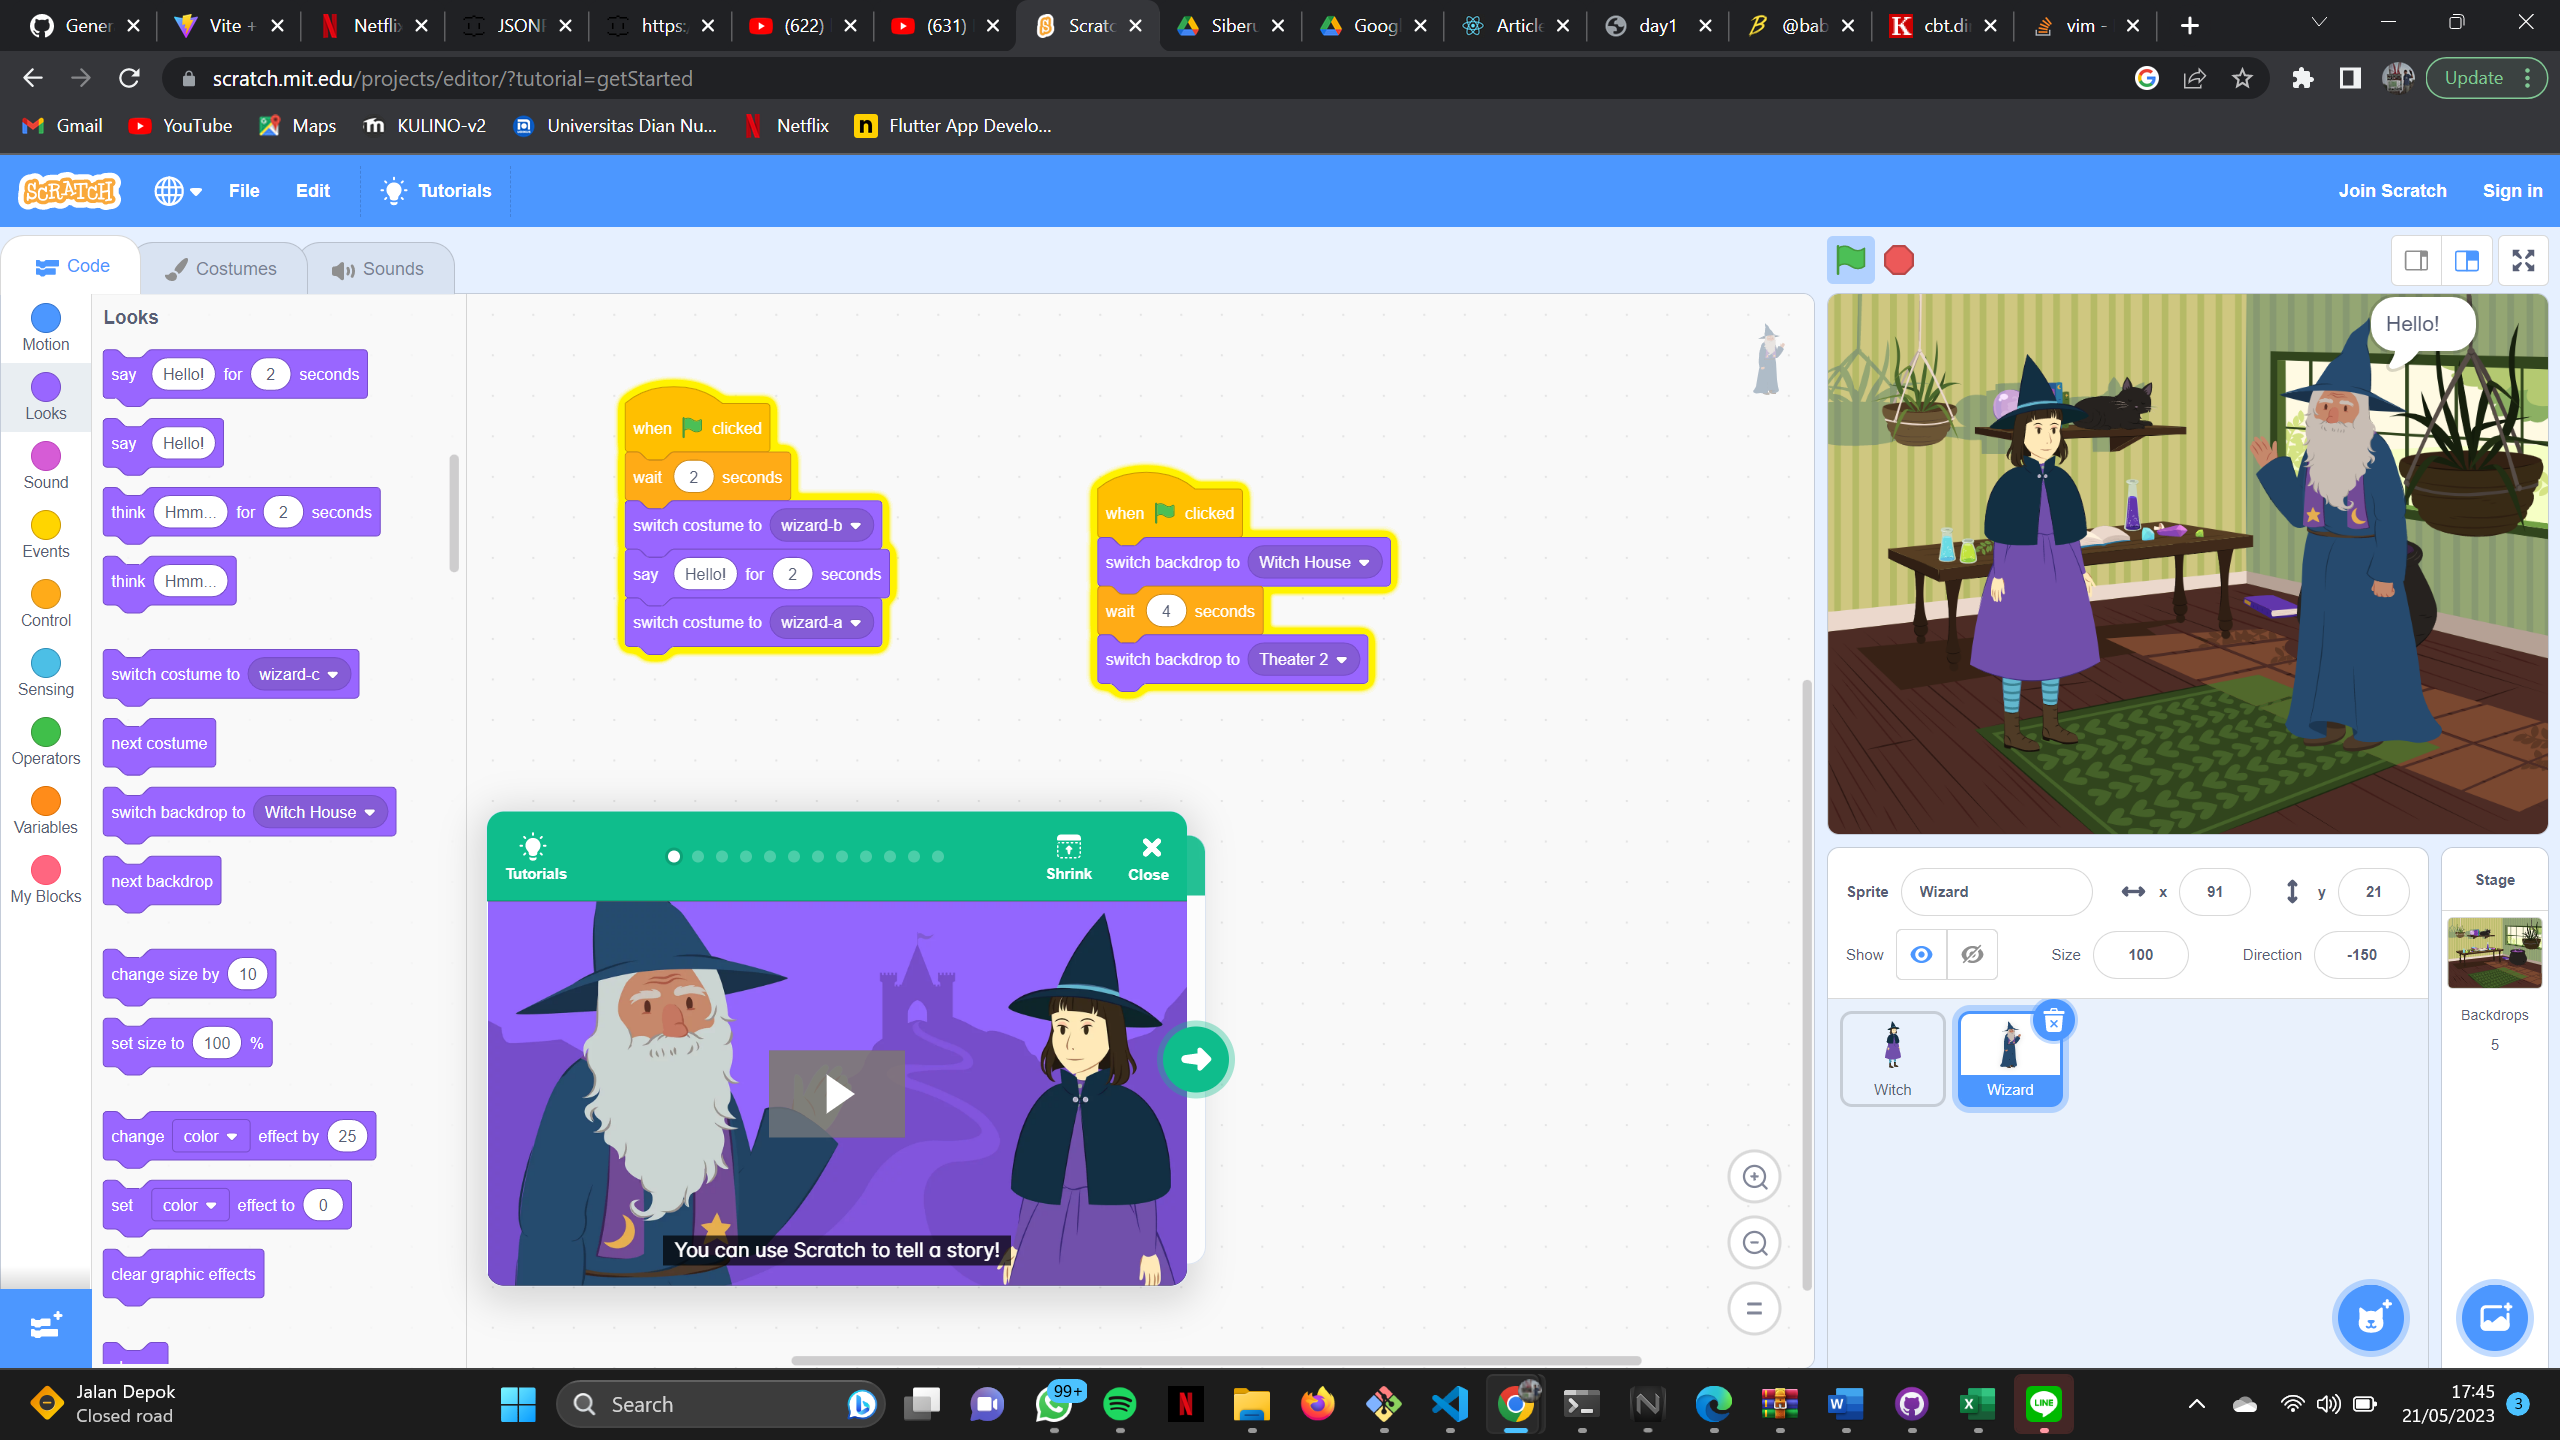 Gener
Vite +
Netflix
JSONF
https:/
(622)
(631)
Scratc
Siberu
Googl
Article
day1
@bab
cbt.di
vim -
scratch.mit.edu/projects/editor/?tutorial=getStarted
Update
Gmail
YouTube
Maps
KULINO-v2
Universitas Dian Nu...
Netflix
Flutter App Develo...
SCRATCH
File
Edit
Tutorials
Join Scratch
Sign in
Code
Costumes
Sounds
Motion
Looks
Sound
Events
Control
Sensing
Operators
Variables
My Blocks
Looks
say Hello! for 2 seconds
say Hello!
think Hmm... for 2 seconds
think Hmm...
switch costume to wizard-c
next costume
switch backdrop to Witch House
next backdrop
change size by 10
set size to 100 %
change color effect by 25
set color effect to 0
clear graphic effects
when clicked
wait 2 seconds
switch costume to wizard-b
say Hello! for 2 seconds
switch costume to wizard-a
when clicked
switch backdrop to Witch House
wait 4 seconds
switch backdrop to Theater 2
Tutorials
Shrink
Close
You can use Scratch to tell a story!
Hello!
Sprite Wizard x 91 y 21
Show Size 100 Direction -150
Witch
Wizard
Stage
Backdrops
5
Jalan Depok
Closed road
Search
99+
LINE
17:45
21/05/2023
3